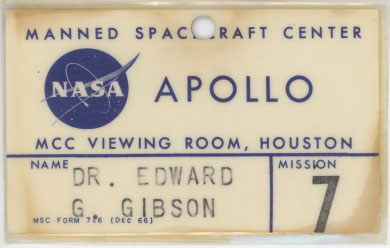 MANNED SPACECRAFT CENTER
NASA
APOLLO
MCC VIEWING ROOM, HOUSTON
NAME
DR. EDWARD
G. GIBSON
MISSION
7
MSC FORM 726 (DEC 66)